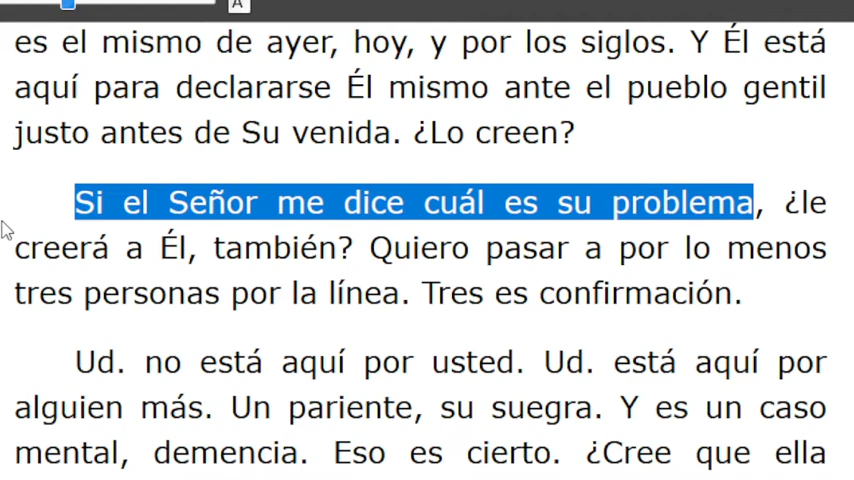 A
es el mismo de ayer, hoy, y por los siglos. Y Él está
aquí para declararse Él mismo ante el pueblo gentil
justo antes de Su venida. ¿Lo creen?
Si el Señor me dice cuál es su problema, ¿le
creerá a Él, también? Quiero pasar a por lo menos
tres personas por la línea. Tres es confirmación.
Ud. no está aquí por usted. Ud. está aquí por
alguien más. Un pariente, su suegra. Y es un caso
mental, demencia. Eso es cierto. ¿Cree que ella